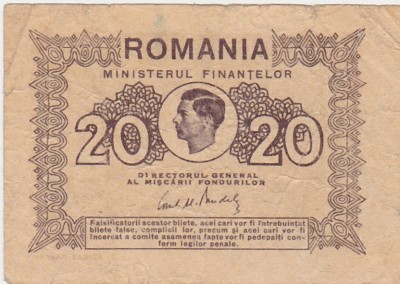 ROMANIA
MINISTERUL FINANȚELOR
20 20
DIRECTORUL GENERAL
AL MIȘCĂRII FONDURILOR
Falsificatorii acestor bilete, acei cari vor fi întrebuințat
bilete false, complicii lor, precum și acei cari vor fi
încercat a comite asemenea fapte vor fi pedepsiți con-
form legilor penale.